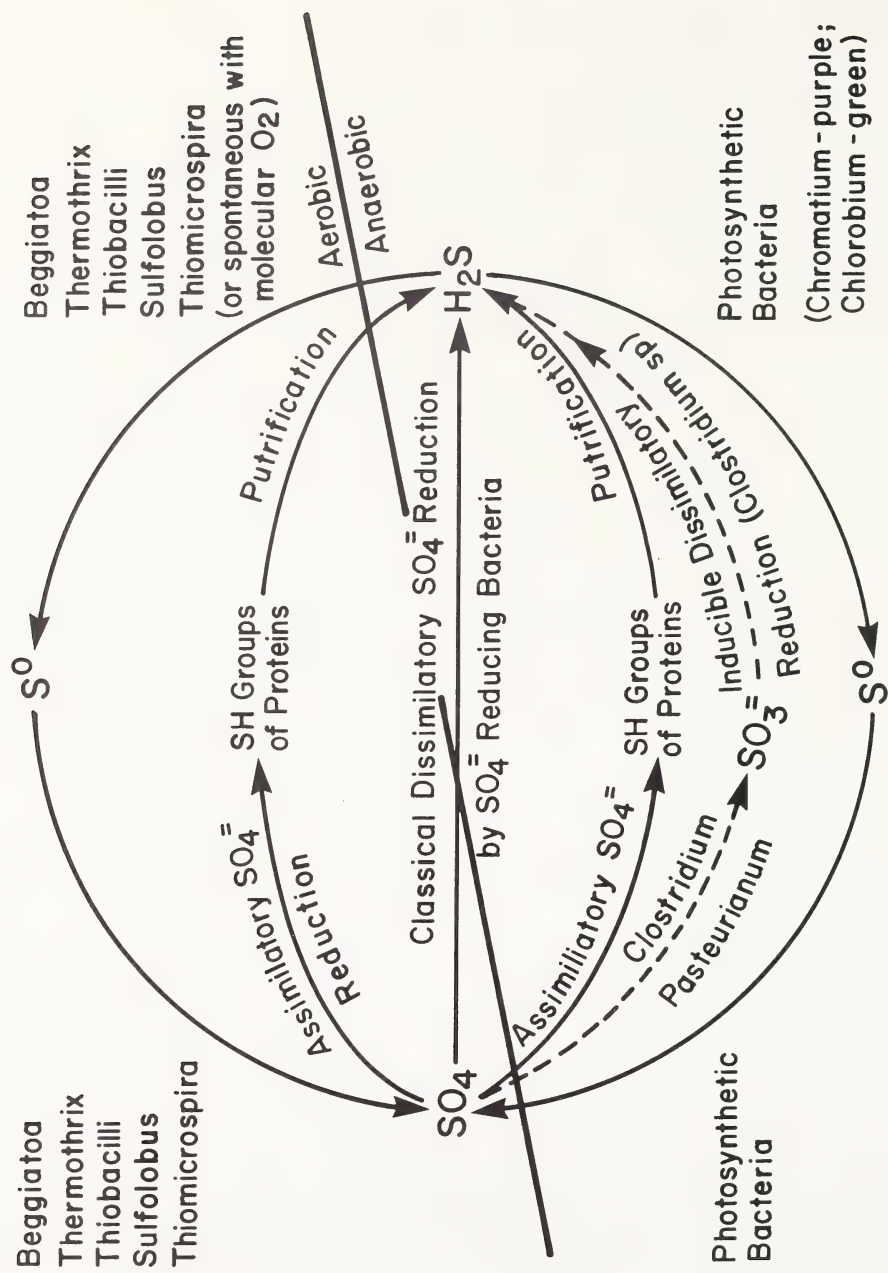 Beggiatoa
Thermothrix
Thiobacilli
Sulfolobus
Thiomicrospira
Beggiatoa
Thermothrix
Thiobacilli
Sulfolobus
Thiomicrospira
(or spontaneous with
molecular O2)
S⁰
Aerobic
Anaerobic
Assimilatory SO4=
Reduction
SH Groups
of Proteins
Putrification
Classical Dissimilatory SO4= Reduction
SO4
H2S
by SO4= Reducing Bacteria
Assimiliatory SO4=
SH Groups
of Proteins
Putrification
Clostridium
Pasteurianum
SO3=
Inducible Dissimilatory
Reduction (Clostridium sp)
S⁰
Photosynthetic
Bacteria
Photosynthetic
Bacteria
(Chromatium-purple;
Chlorobium-green)